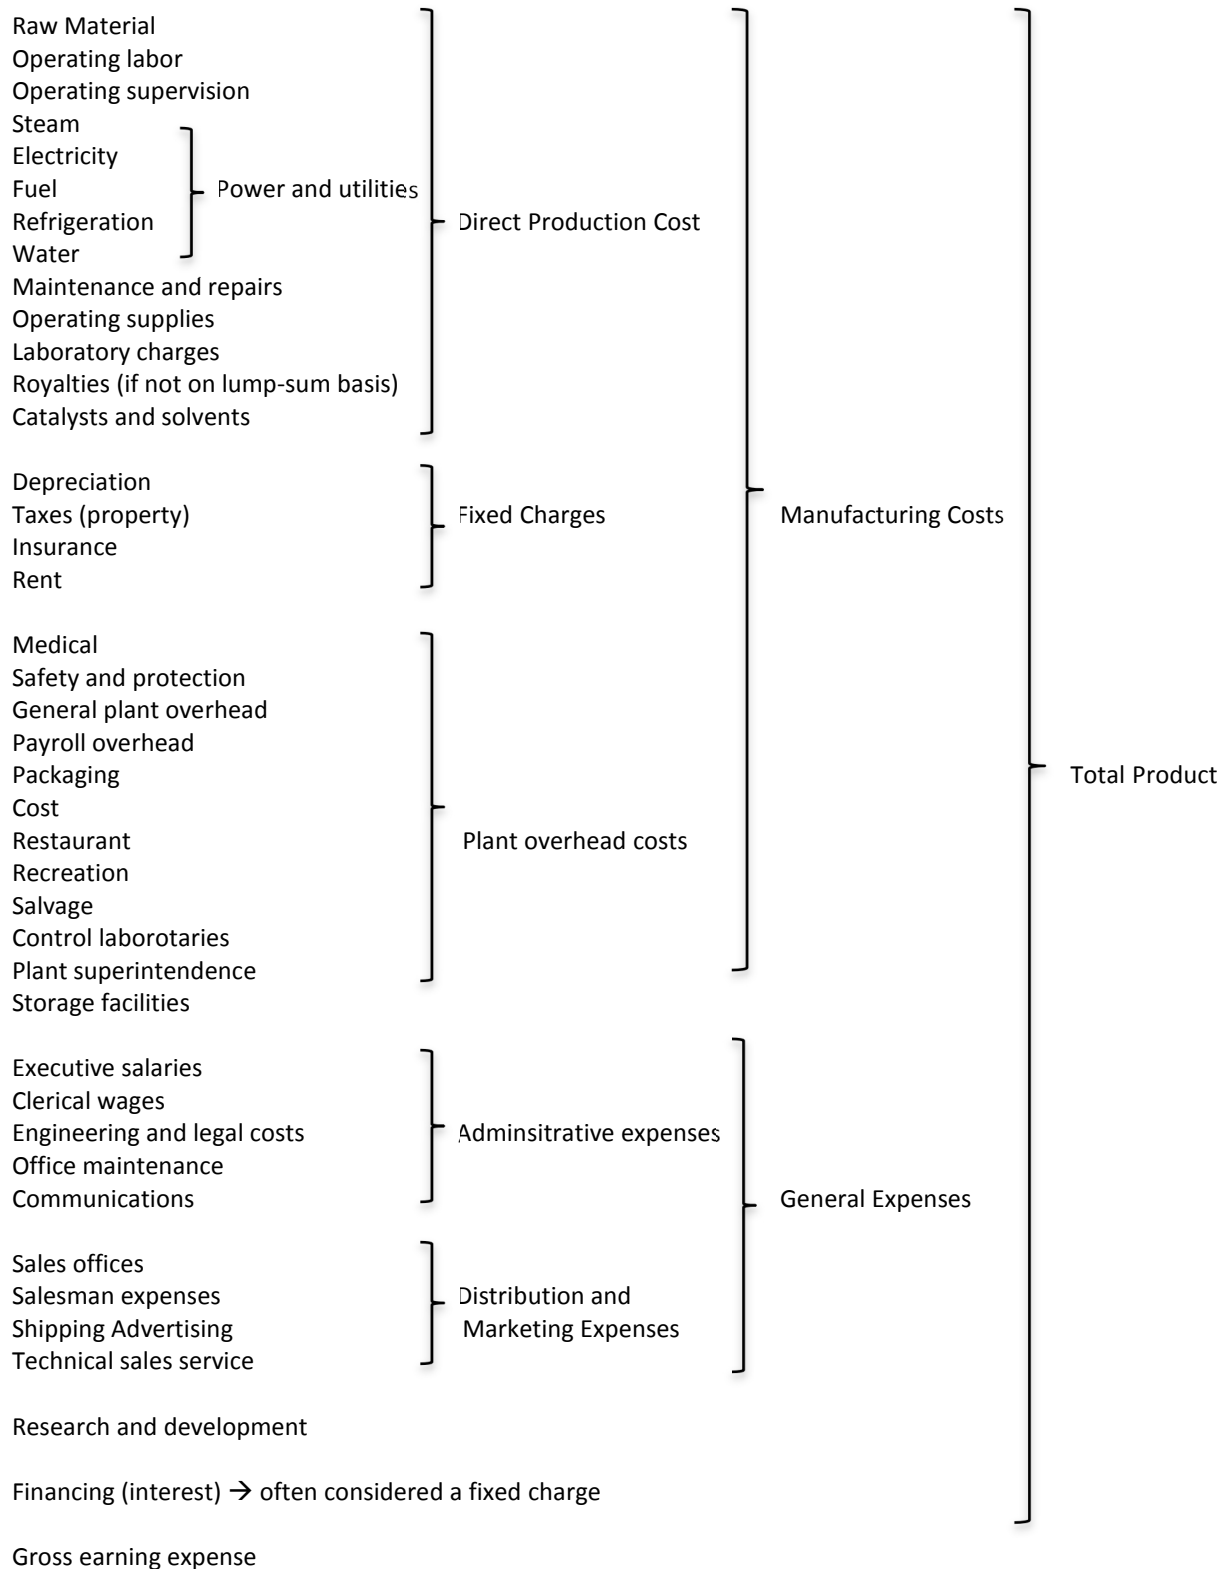 Raw Material
Operating labor
Operating supervision
Steam
Electricity
Fuel Power and utilities
Refrigeration Direct Production Cost
Water
Maintenance and repairs
Operating supplies
Laboratory charges
Royalties (if not on lump-sum basis)
Catalysts and solvents
Depreciation
Taxes (property) Fixed Charges Manufacturing Costs
Insurance
Rent
Medical
Safety and protection
General plant overhead
Payroll overhead
Packaging Total Product
Cost
Restaurant Plant overhead costs
Recreation
Salvage
Control laborotaries
Plant superintendence
Storage facilities
Executive salaries
Clerical wages
Engineering and legal costs Adminsitrative expenses
Office maintenance
Communications General Expenses
Sales offices
Salesman expenses Distribution and
Shipping Advertising Marketing Expenses
Technical sales service
Research and development
Financing (interest) → often considered a fixed charge
Gross earning expense